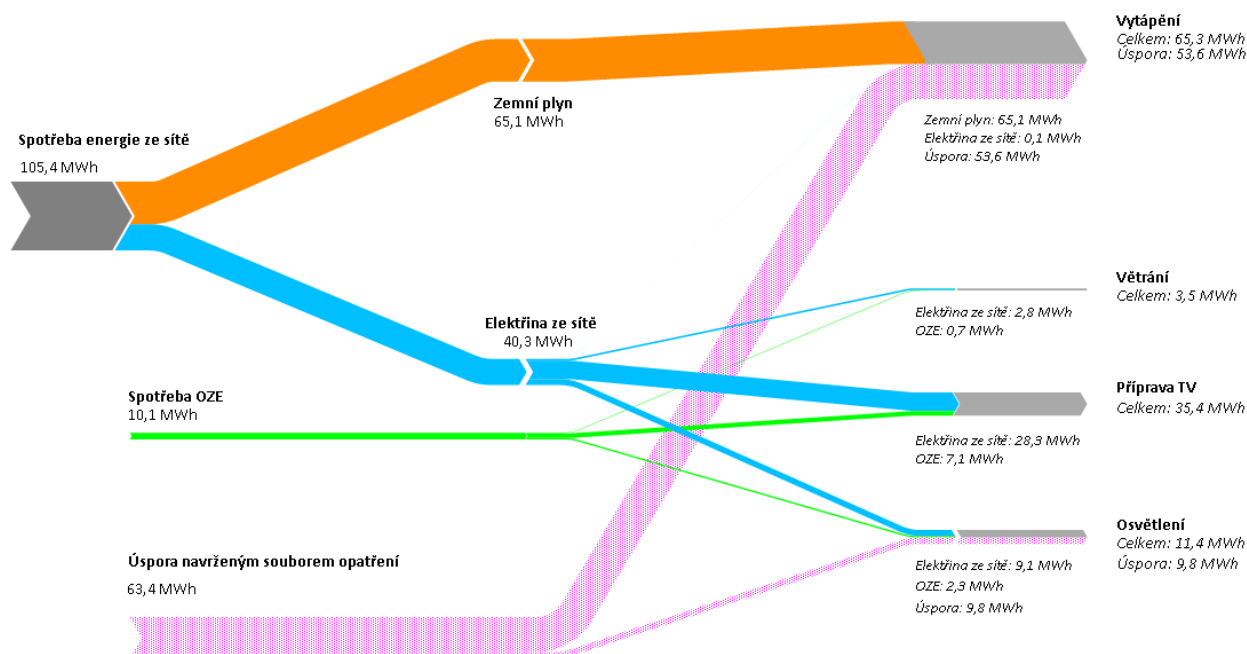 Vytápění
Celkem: 65,3 MWh
Úspora: 53,6 MWh
Zemní plyn
65,1 MWh
Zemní plyn: 65,1 MWh
Elektřina ze sítě: 0,1 MWh
Úspora: 53,6 MWh
Spotřeba energie ze sítě
105,4 MWh
Větrání
Celkem: 3,5 MWh
Elektřina ze sítě: 2,8 MWh
OZE: 0,7 MWh
Elektřina ze sítě
40,3 MWh
Spotřeba OZE
10,1 MWh
Příprava TV
Celkem: 35,4 MWh
Elektřina ze sítě: 28,3 MWh
OZE: 7,1 MWh
Osvětlení
Celkem: 11,4 MWh
Úspora: 9,8 MWh
Elektřina ze sítě: 9,1 MWh
OZE: 2,3 MWh
Úspora: 9,8 MWh
Úspora navrženým souborem opatření
63,4 MWh